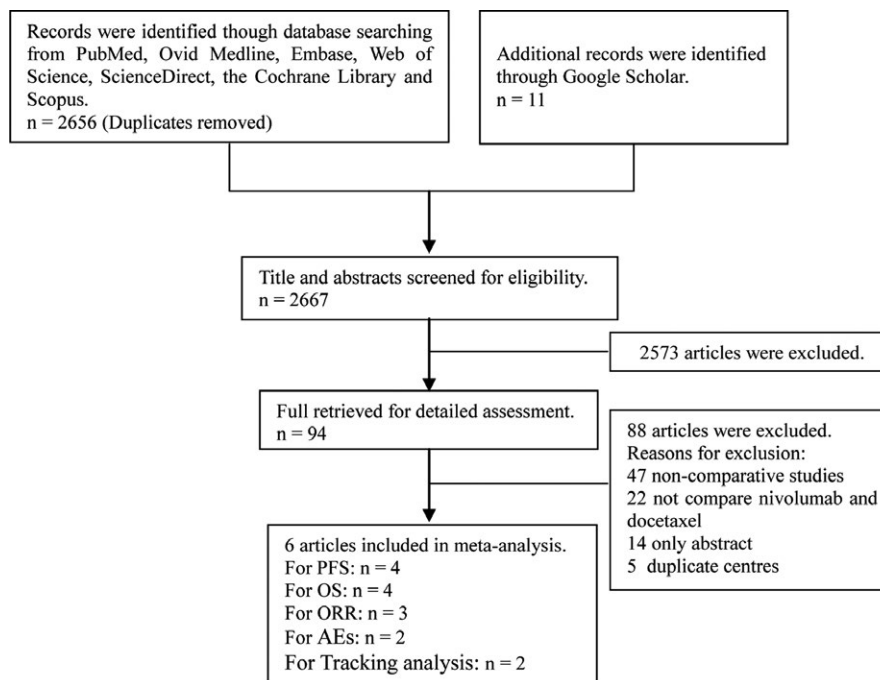 Records were identified though database searching
from PubMed, Ovid Medline, Embase, Web of
Science, ScienceDirect, the Cochrane Library and
Scopus.
n = 2656 (Duplicates removed)
Additional records were identified
through Google Scholar.
n = 11
Title and abstracts screened for eligibility.
n = 2667
2573 articles were excluded.
Full retrieved for detailed assessment.
n = 94
88 articles were excluded.
Reasons for exclusion:
47 non-comparative studies
22 not compare nivolumab and
docetaxel
14 only abstract
5 duplicate centres
6 articles included in meta-analysis.
For PFS: n = 4
For OS: n = 4
For ORR: n = 3
For AEs: n = 2
For Tracking analysis: n = 2